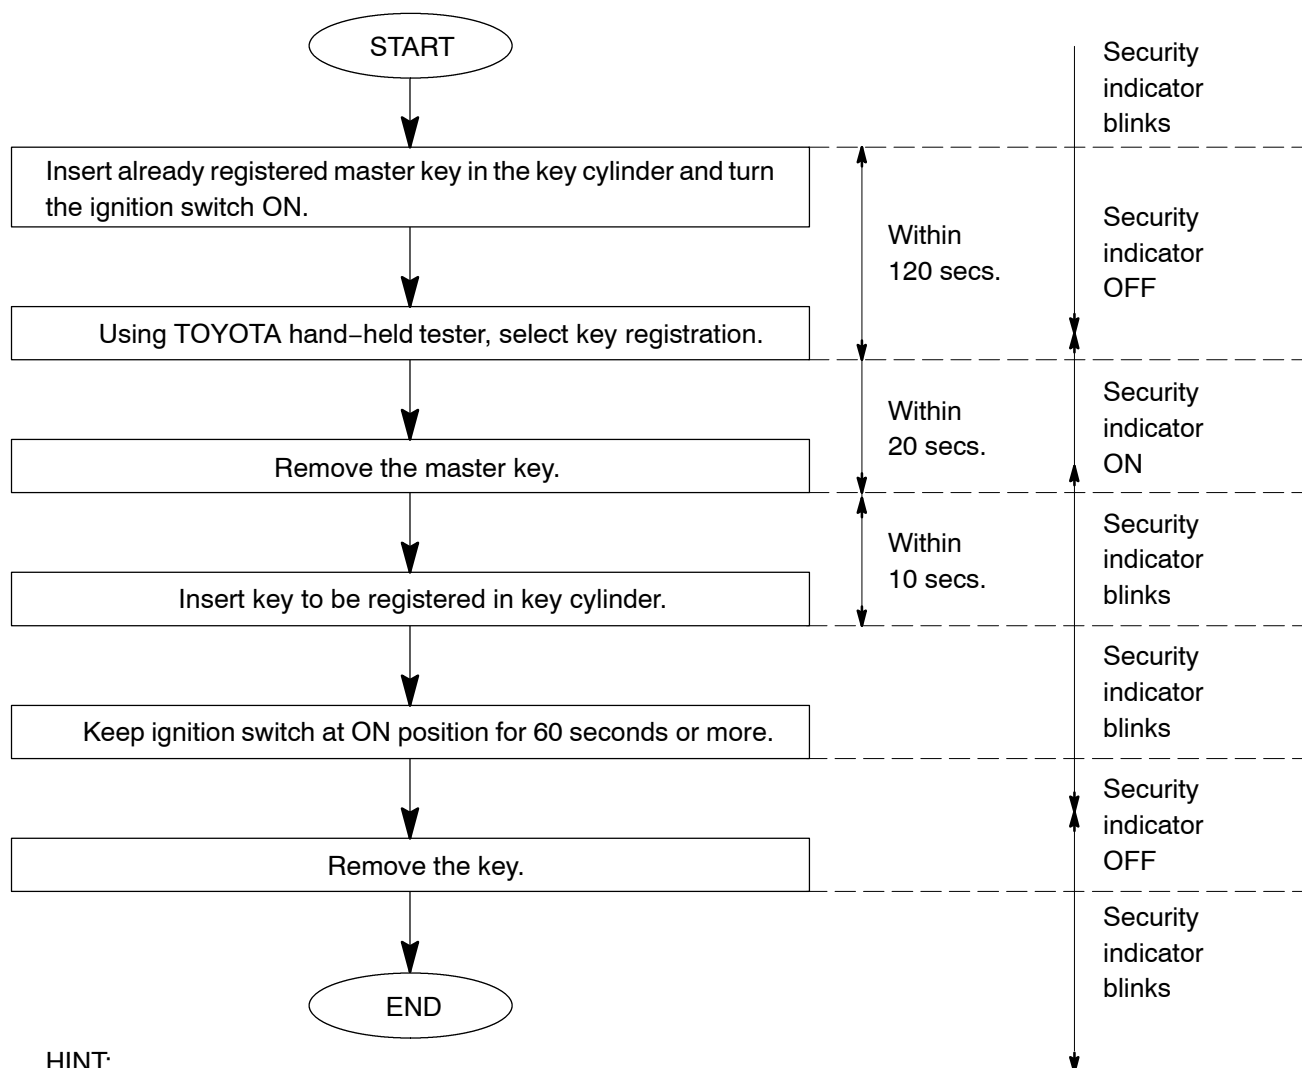 START
Security
indicator
blinks
Insert already registered master key in the key cylinder and turn
the ignition switch ON.
Within
120 secs.
Security
indicator
OFF
Using TOYOTA hand−held tester, select key registration.
Within
20 secs.
Security
indicator
ON
Remove the master key.
Within
10 secs.
Security
indicator
blinks
Insert key to be registered in key cylinder.
Security
indicator
blinks
Keep ignition switch at ON position for 60 seconds or more.
Security
indicator
OFF
Remove the key.
Security
indicator
blinks
END
HINT: